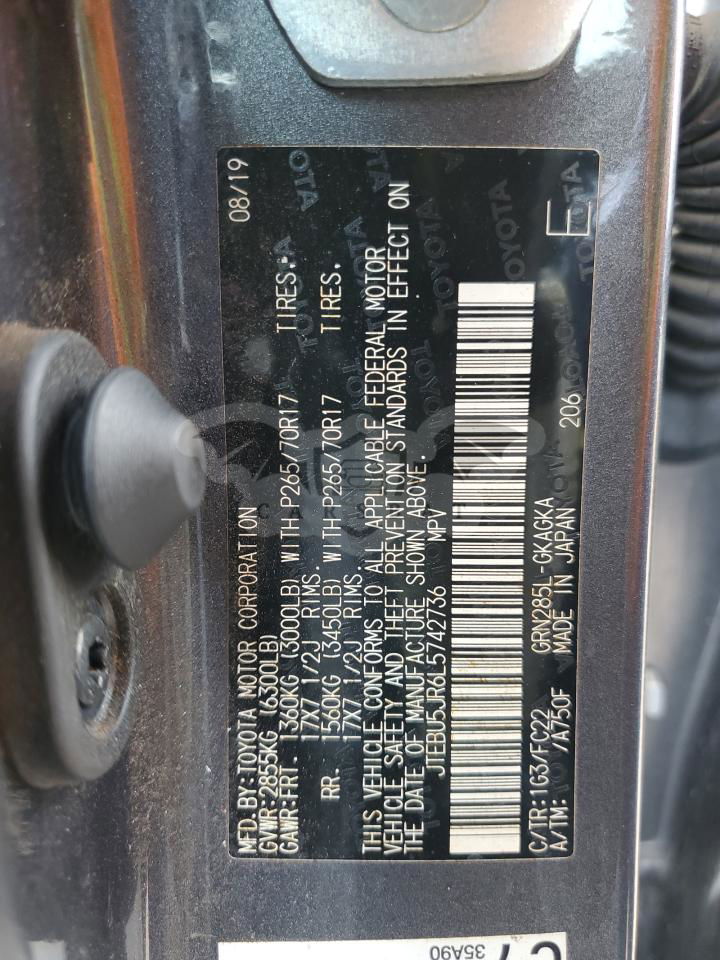 MFD.BY:TOYOTA MOTOR CORPORATION 08/19
GVWR:2855KG (6300LB)
GAWR:FRT. 1360KG (3000LB) WITH P265/70R17 TIRES.
17X7 1/2J RIMS.
RR. 1560KG (3450LB) WITH P265/70R17 TIRES.
17X7 1/2J RIMS.
THIS VEHICLE CONFORMS TO ALL APPLICABLE FEDERAL MOTOR
VEHICLE SAFETY AND THEFT PREVENTION STANDARDS IN EFFECT ON
THE DATE OF MANUFACTURE SHOWN ABOVE.
JTEBU5JR6L5742736 MPV
C/TR:1G3/FC22 GRN285L-GKAGKA
A/TM: /A750F MADE IN JAPAN 206 E
35A90